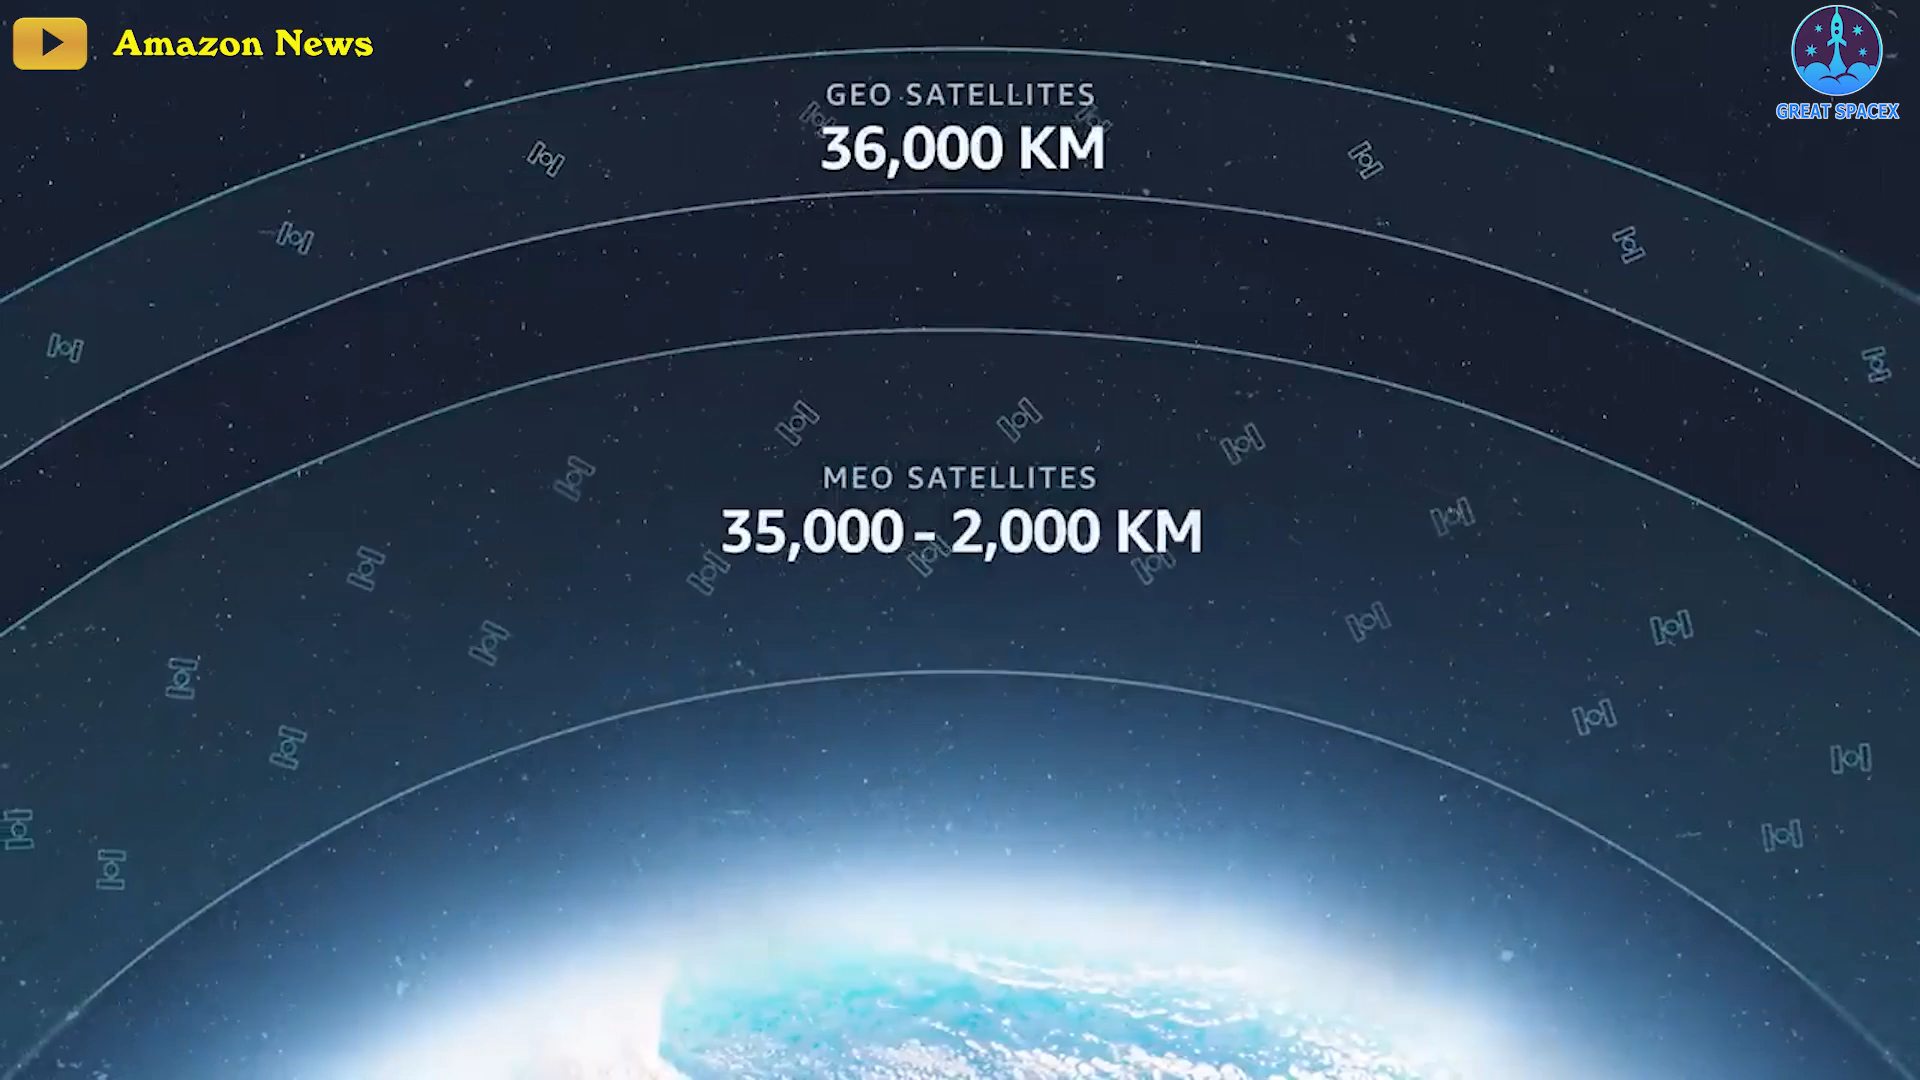 Amazon News
GREAT SPACEX
GEO SATELLITES
36,000 KM
MEO SATELLITES
35,000 - 2,000 KM